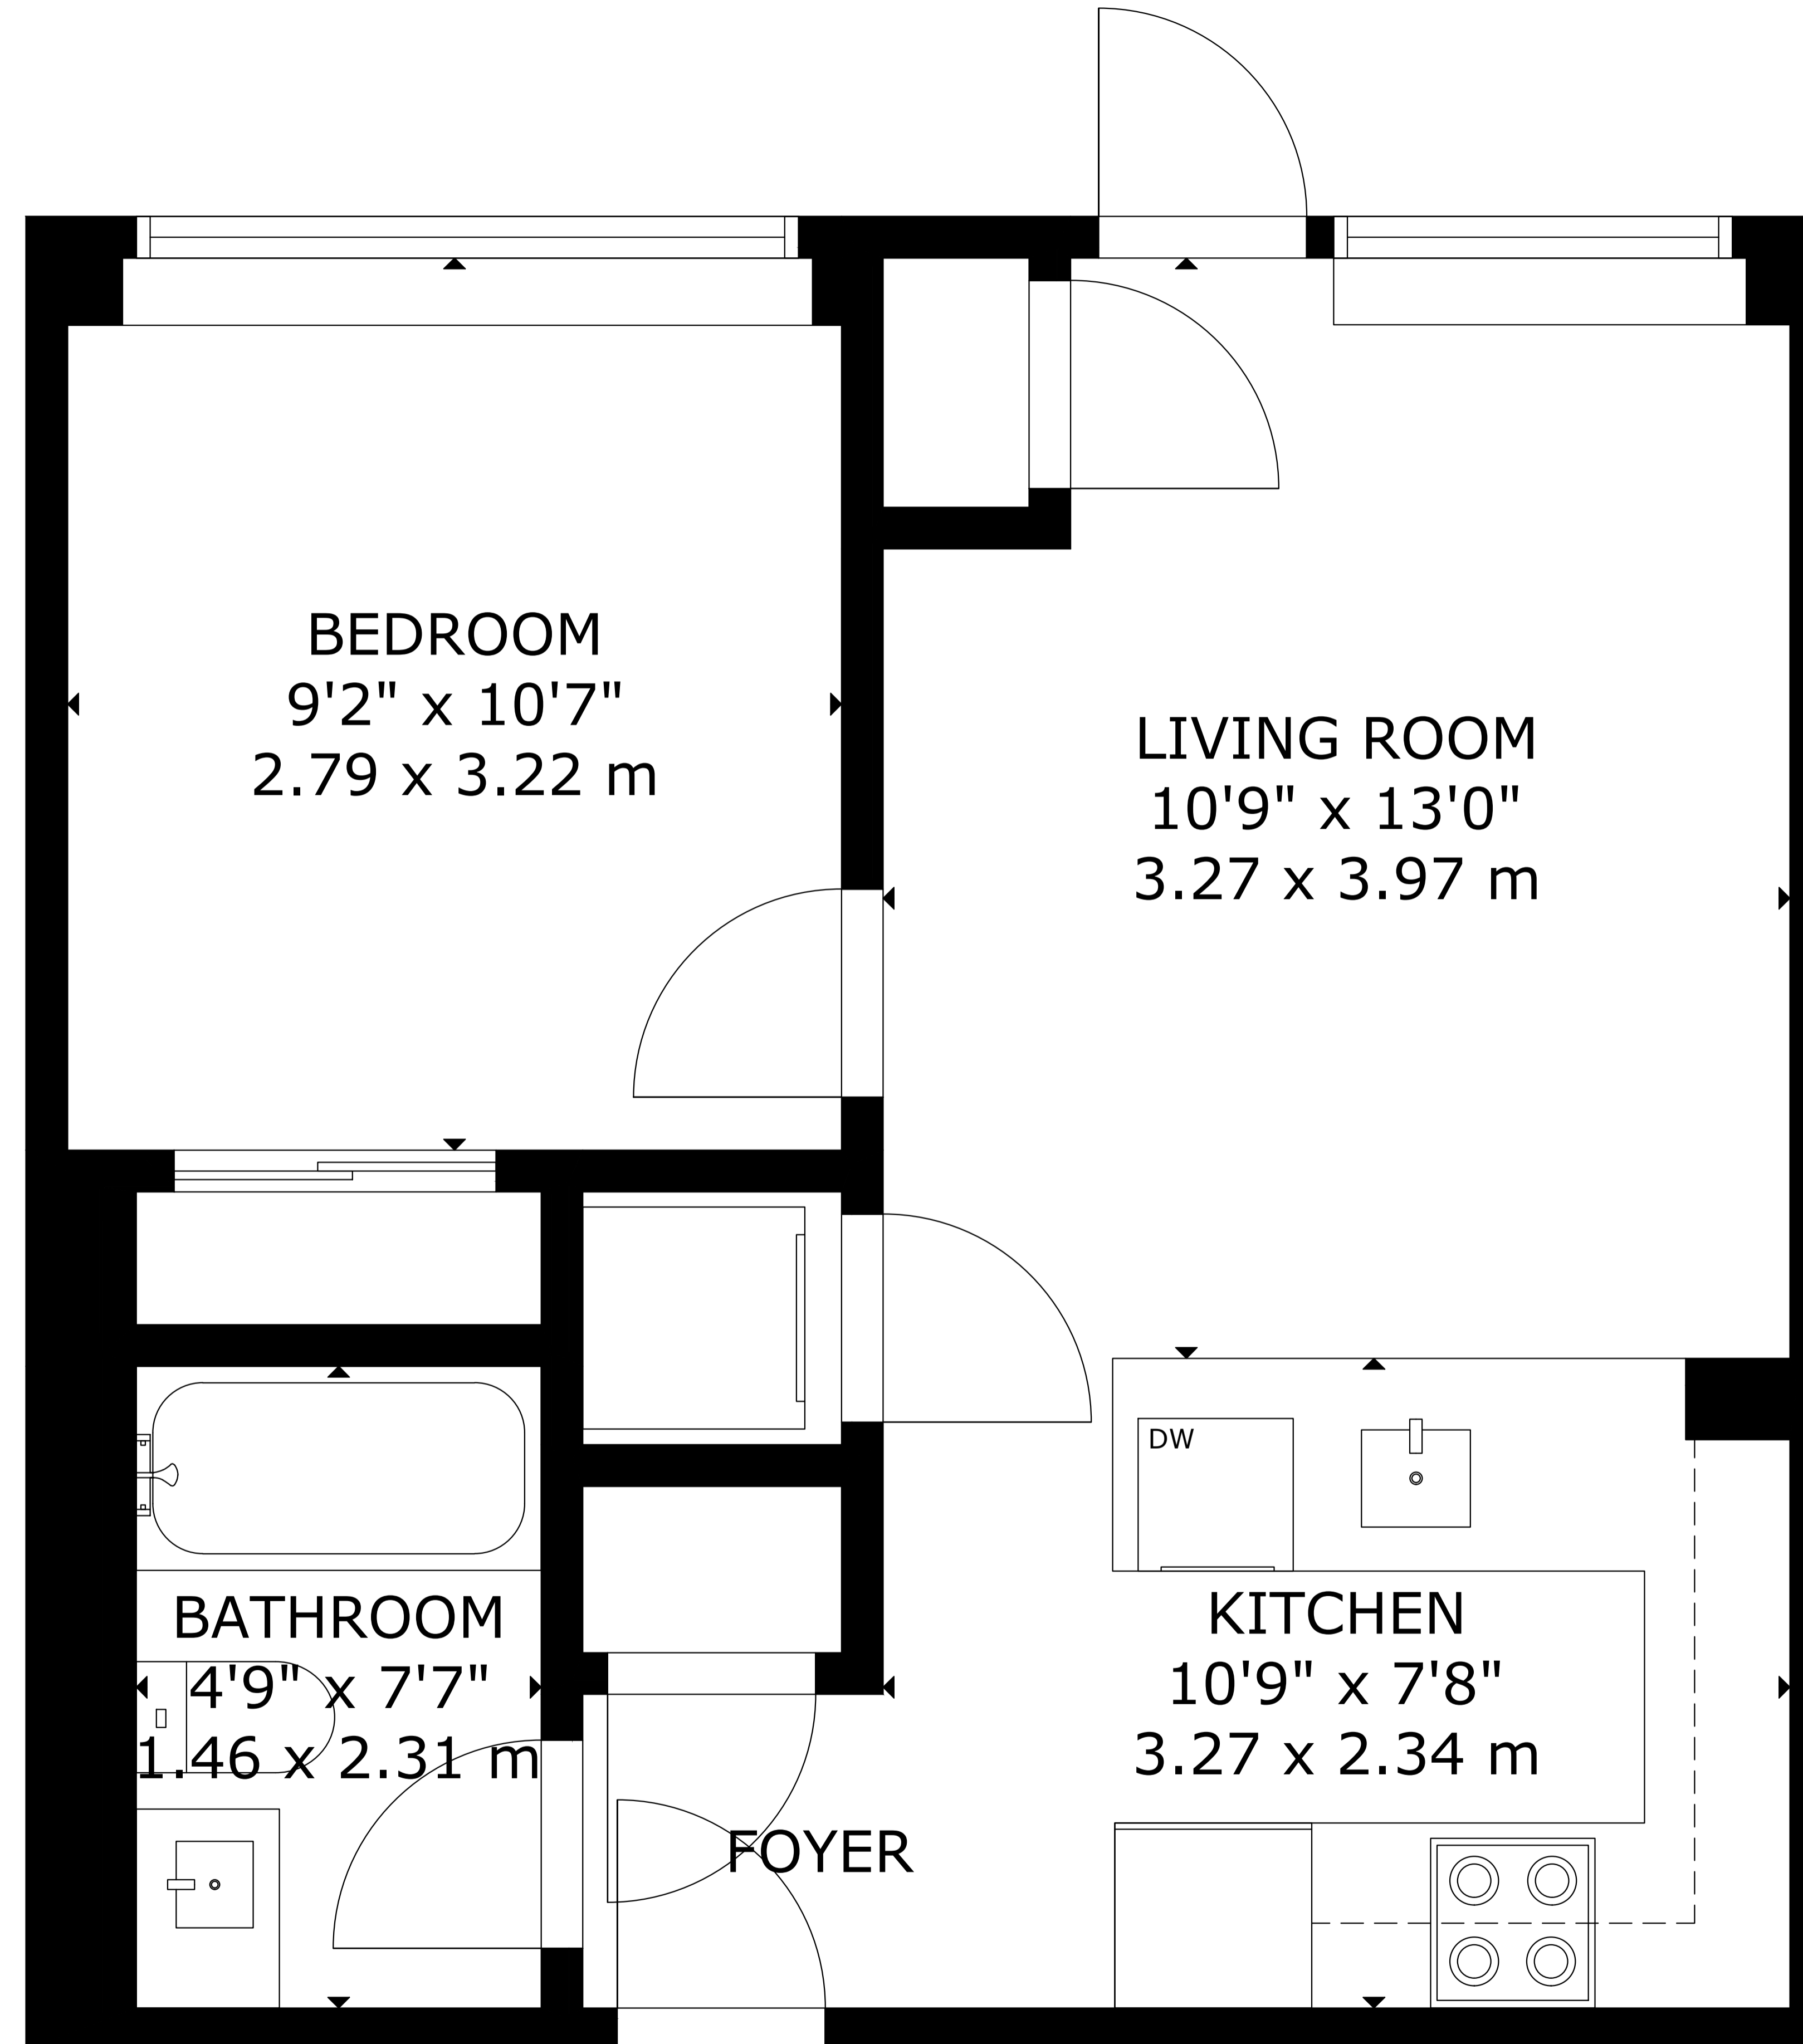 BEDROOM
9'2" x 10'7"
2.79 x 3.22 m
LIVING ROOM
10'9" x 13'0"
3.27 x 3.97 m
DW
BATHROOM
4'9" x 7'7"
1.46 x 2.31 m
KITCHEN
10'9" x 7'8"
3.27 x 2.34 m
FOYER